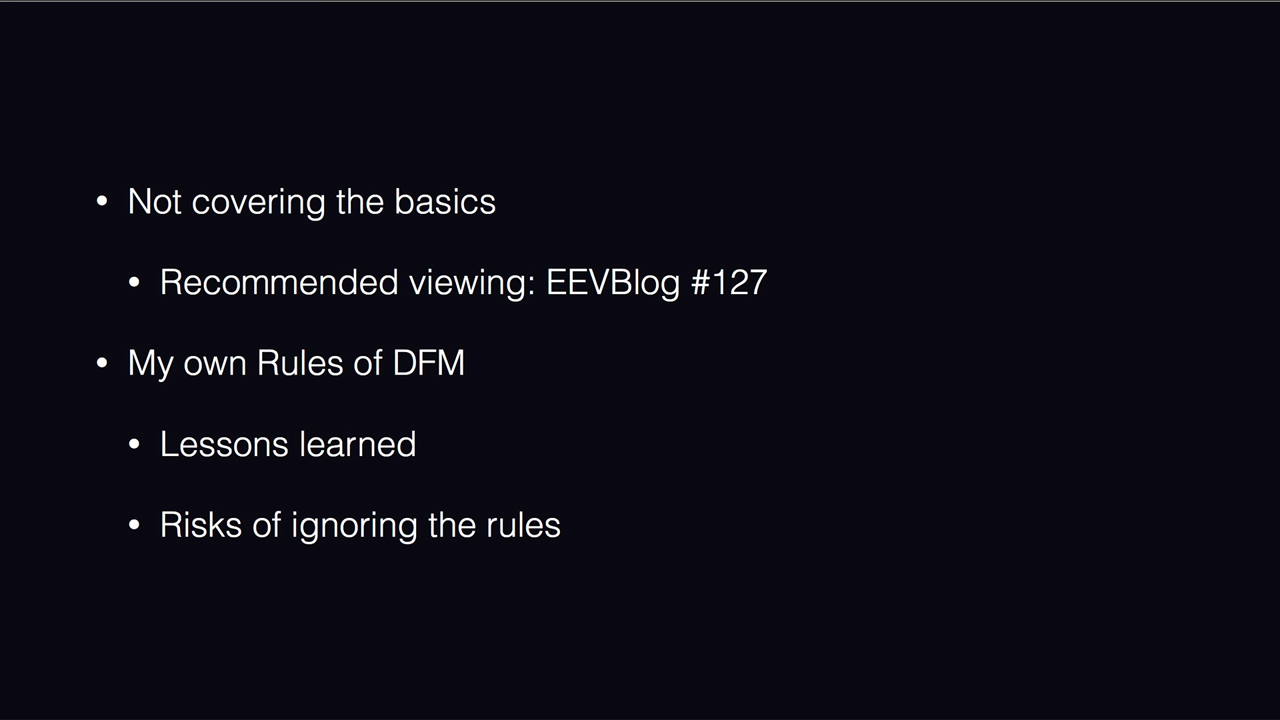 • Not covering the basics
• Recommended viewing: EEVBlog #127
• My own Rules of DFM
• Lessons learned
• Risks of ignoring the rules